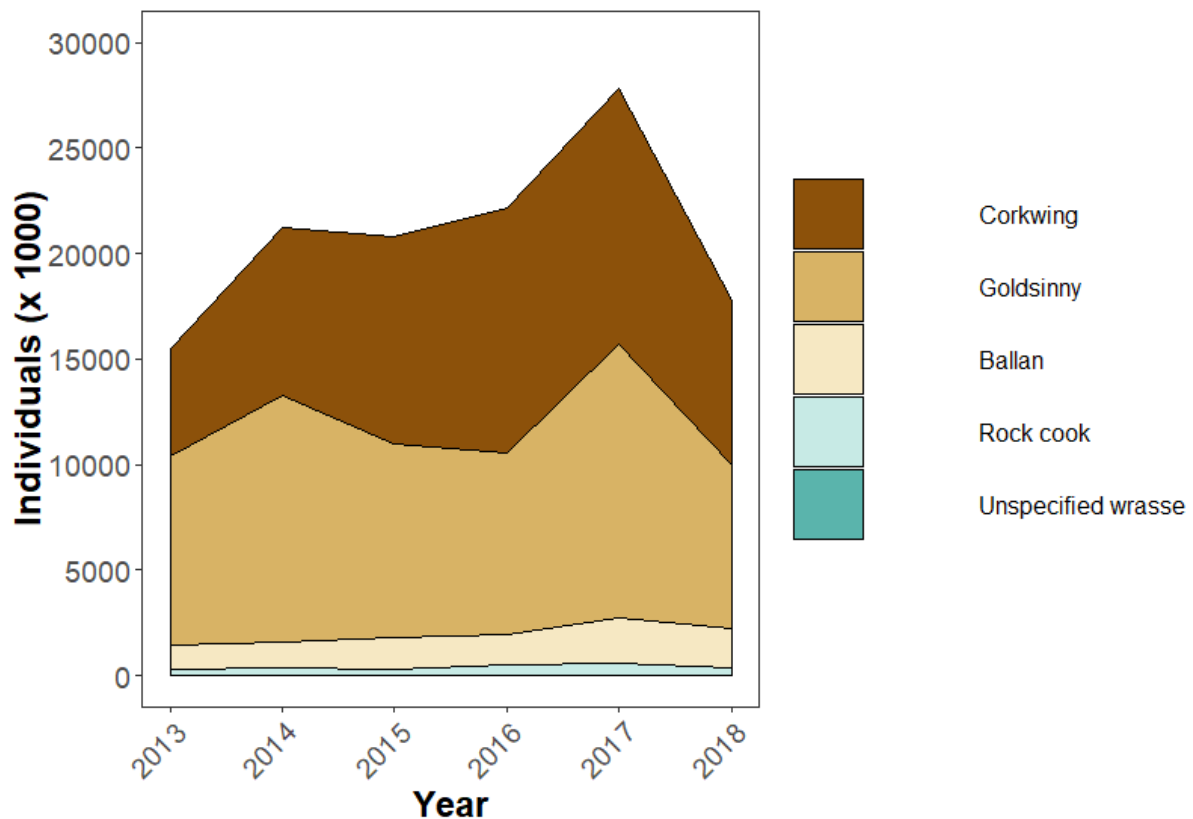 Individuals (x 1000)
30000
25000
20000
15000
10000
5000
0
2013
2014
2015
2016
2017
2018
Year
Corkwing
Goldsinny
Ballan
Rock cook
Unspecified wrasse